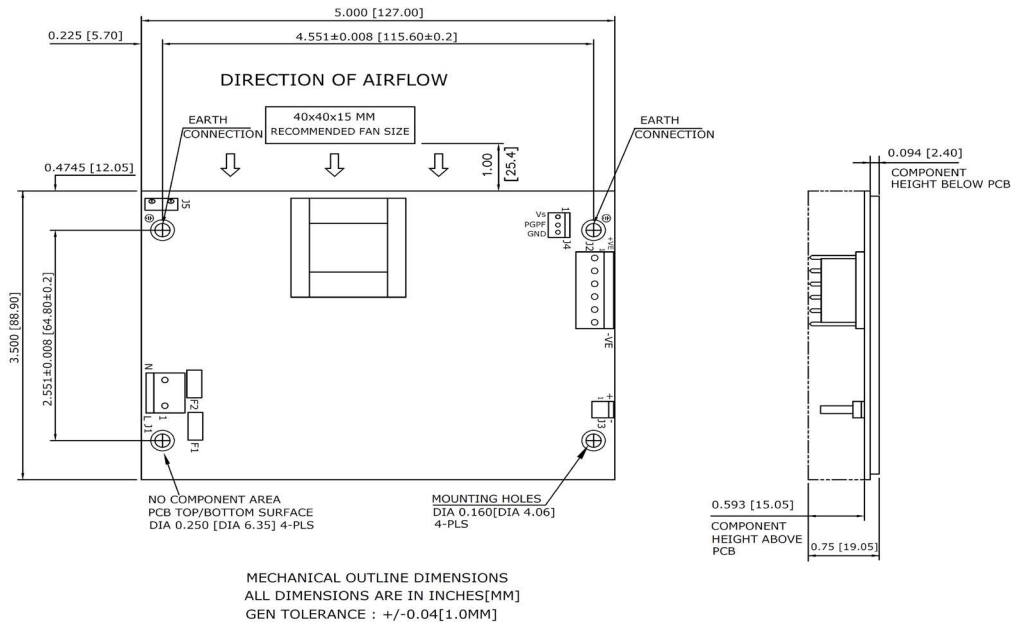 5.000 [127.00]
0.225 [5.70]
4.551±0.008 [115.60±0.2]
DIRECTION OF AIRFLOW
40x40x15 MM
RECOMMENDED FAN SIZE
EARTH
CONNECTION
EARTH
CONNECTION
1.00
[25.4]
0.4745 [12.05]
0.094 [2.40]
COMPONENT
HEIGHT BELOW PCB
J5
Vs
PGPF
GND
1
J4
J2
+VE
-VE
3.500 [88.90]
2.551±0.008 [64.80±0.2]
N
L
J1
1
F2
F1
+
1
-
J3
NO COMPONENT AREA
PCB TOP/BOTTOM SURFACE
DIA 0.250 [DIA 6.35] 4-PLS
MOUNTING HOLES
DIA 0.160[DIA 4.06]
4-PLS
0.593 [15.05]
COMPONENT
HEIGHT ABOVE
PCB
0.75 [19.05]
MECHANICAL OUTLINE DIMENSIONS
ALL DIMENSIONS ARE IN INCHES[MM]
GEN TOLERANCE : +/-0.04[1.0MM]